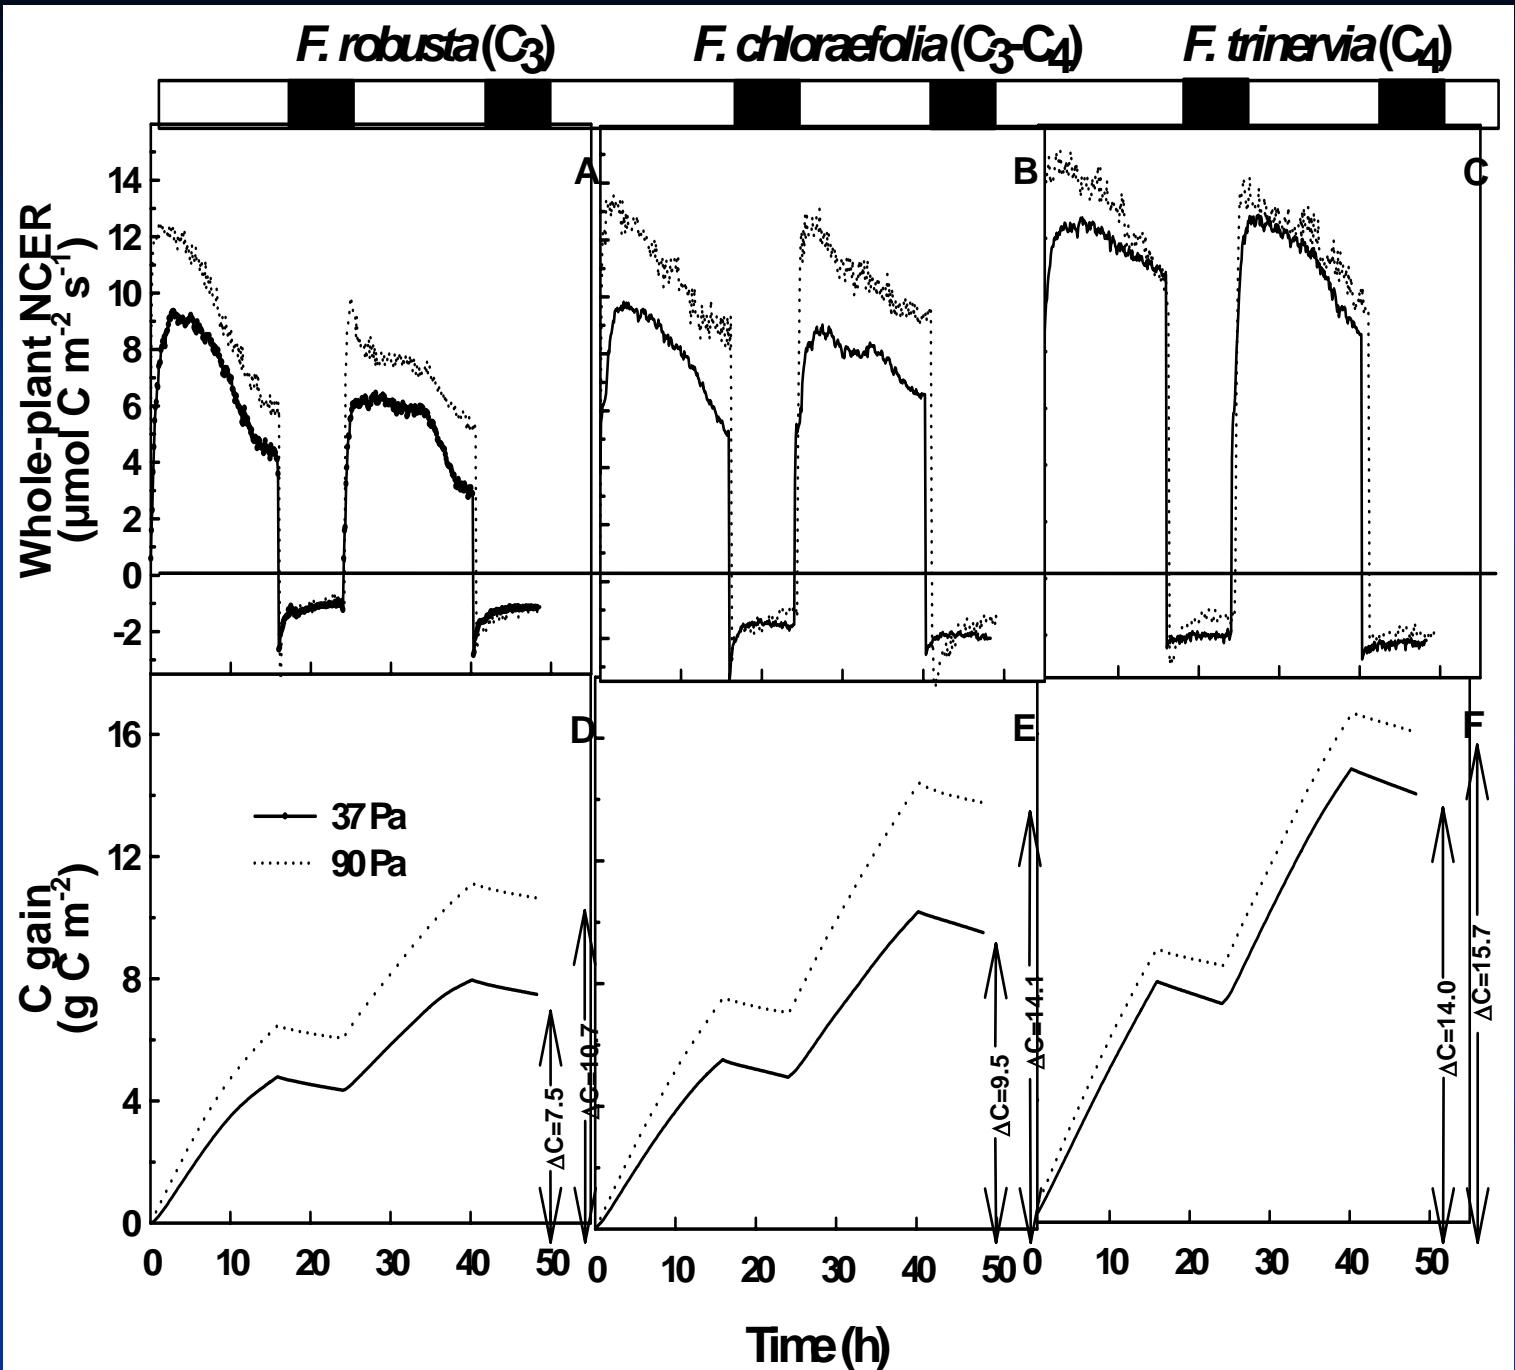 F. robusta (C3) F. chloraefolia (C3-C4) F. trinervia (C4)
A B C
Whole-plant NCER
(µmol C m-2 s-1)
14
12
10
8
6
4
2
0
-2
D E F
C gain
(g C m-2)
16
12
8
4
0
37 Pa
90 Pa
ΔC=7.5
ΔC=10.7
ΔC=9.5
ΔC=14.1
ΔC=14.0
ΔC=15.7
0 10 20 30 40 50 0 10 20 30 40 50 0 10 20 30 40 50
Time (h)